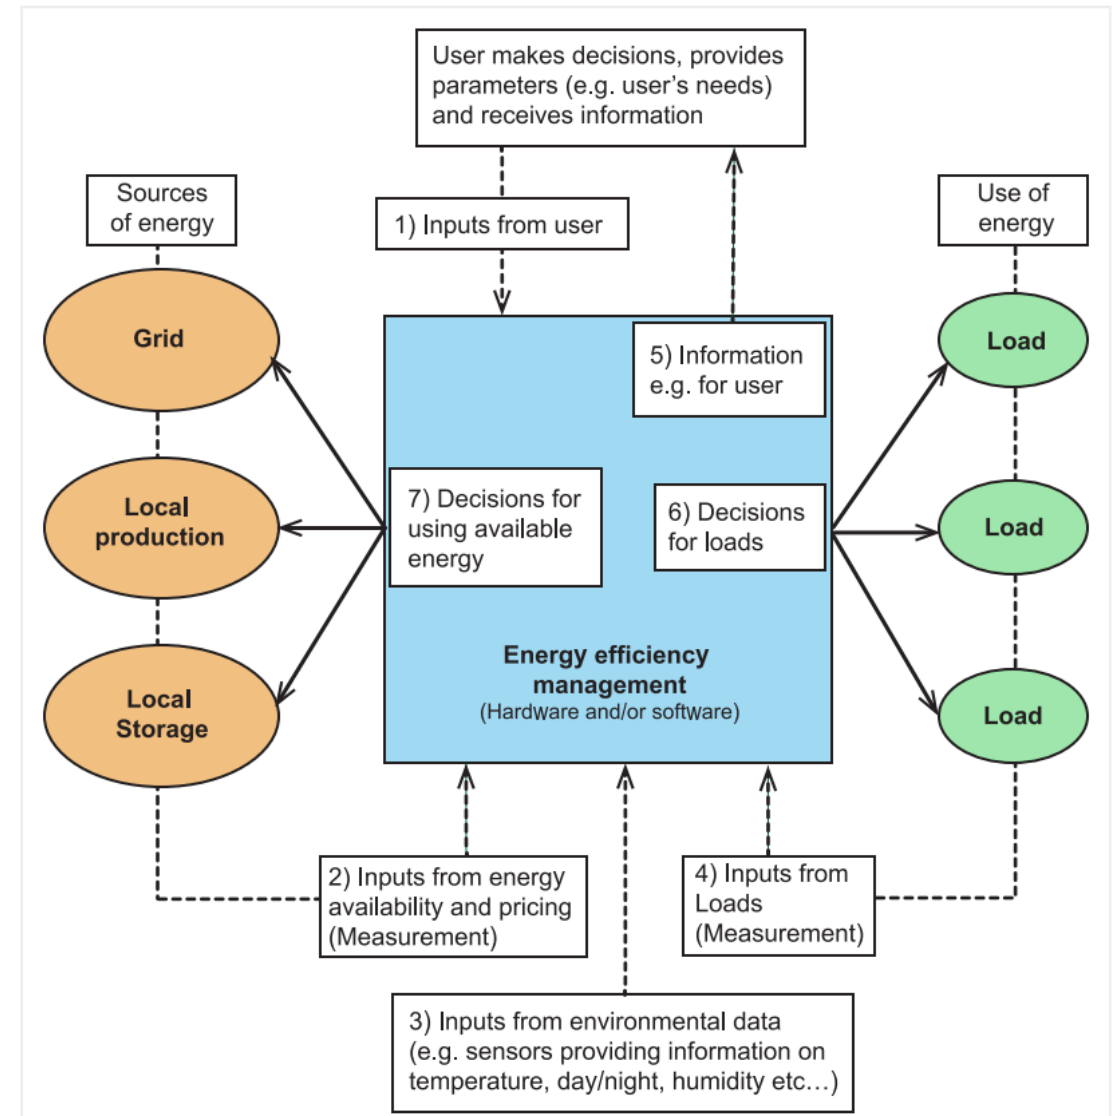 User makes decisions, provides
parameters (e.g. user’s needs)
and receives information
Sources
of energy
Use of
energy
1) Inputs from user
Grid
Load
5) Information
e.g. for user
7) Decisions for
using available
energy
6) Decisions
for loads
Local
production
Load
Energy efficiency
management
(Hardware and/or software)
Local
Storage
Load
2) Inputs from energy
availability and pricing
(Measurement)
4) Inputs from
Loads
(Measurement)
3) Inputs from environmental data
(e.g. sensors providing information on
temperature, day/night, humidity etc…)